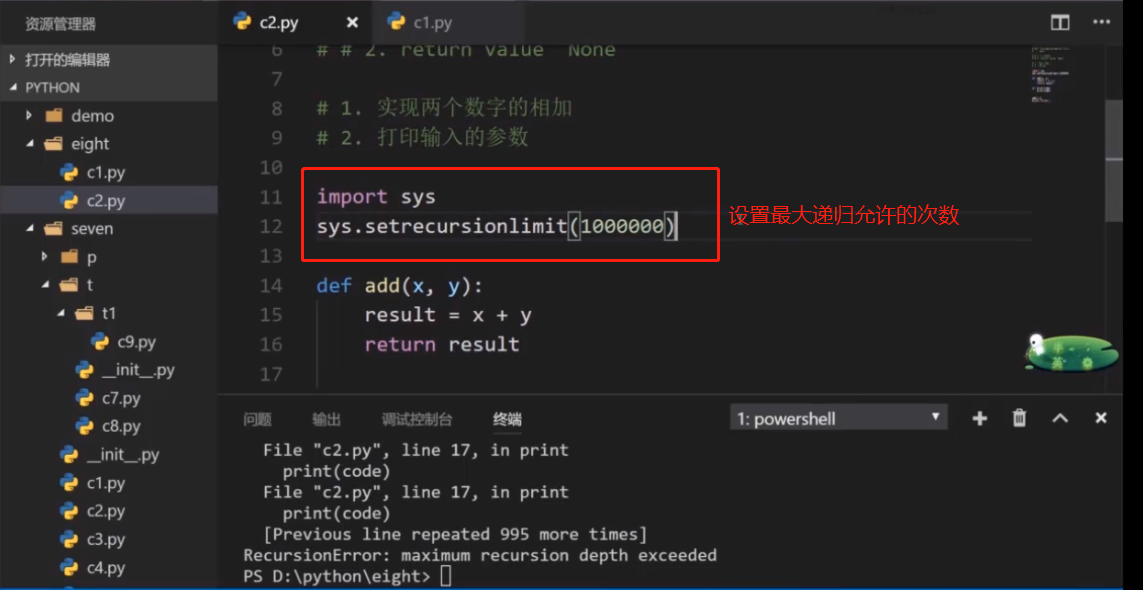 资源管理器
打开的编辑器
PYTHON
demo
eight
c1.py
c2.py
seven
p
t
t1
c9.py
__init__.py
c7.py
c8.py
__init__.py
c1.py
c2.py
c3.py
c4.py
c2.py
c1.py
6 # # 2. return value None
7
8 # 1. 实现两个数字的相加
9 # 2. 打印输入的参数
10
11 import sys
12 sys.setrecursionlimit(1000000)
设置最大递归允许的次数
13
14 def add(x, y):
15 result = x + y
16 return result
17
问题 输出 调试控制台 终端 1: powershell
File "c2.py", line 17, in print
print(code)
File "c2.py", line 17, in print
print(code)
[Previous line repeated 995 more times]
RecursionError: maximum recursion depth exceeded
PS D:\python\eight>